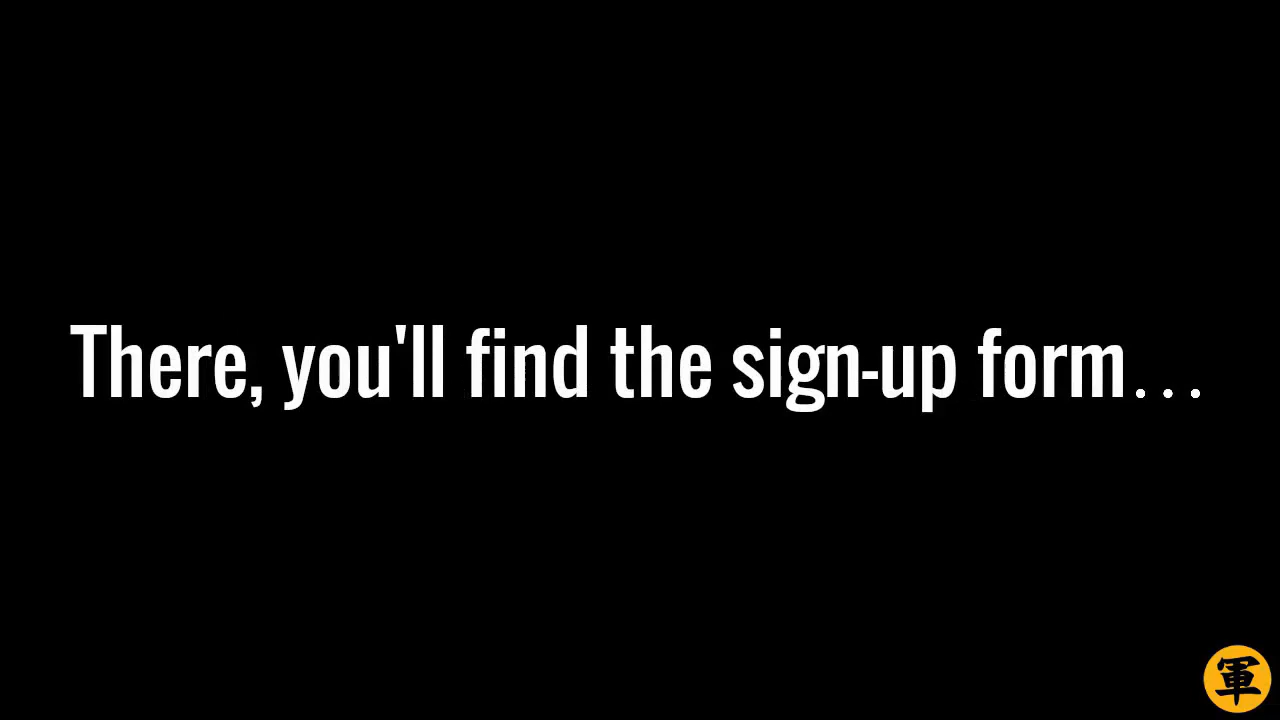 There, you'll find the sign-up form…
軍